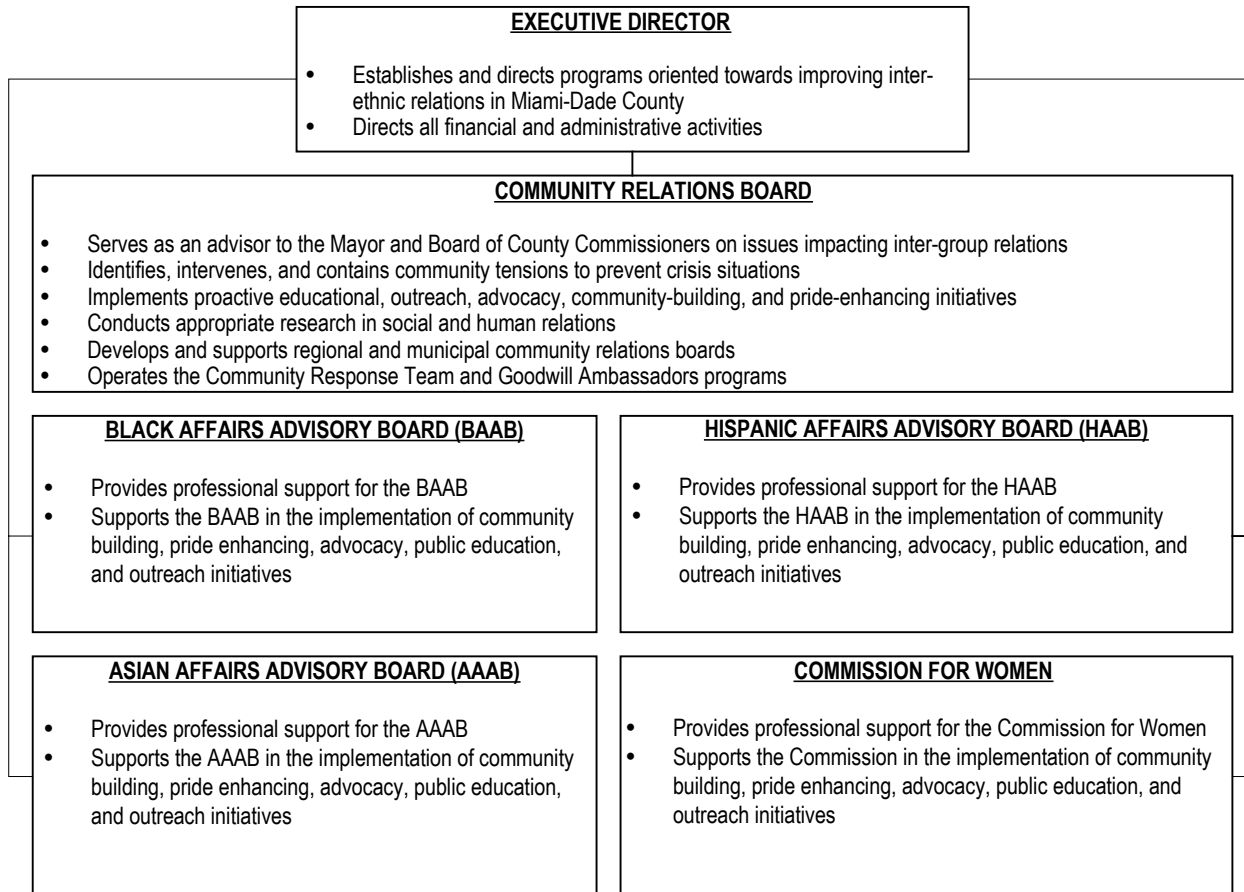 EXECUTIVE DIRECTOR
• Establishes and directs programs oriented towards improving inter-
ethnic relations in Miami-Dade County
• Directs all financial and administrative activities
COMMUNITY RELATIONS BOARD
• Serves as an advisor to the Mayor and Board of County Commissioners on issues impacting inter-group relations
• Identifies, intervenes, and contains community tensions to prevent crisis situations
• Implements proactive educational, outreach, advocacy, community-building, and pride-enhancing initiatives
• Conducts appropriate research in social and human relations
• Develops and supports regional and municipal community relations boards
• Operates the Community Response Team and Goodwill Ambassadors programs
BLACK AFFAIRS ADVISORY BOARD (BAAB)
• Provides professional support for the BAAB
• Supports the BAAB in the implementation of community
building, pride enhancing, advocacy, public education,
and outreach initiatives
HISPANIC AFFAIRS ADVISORY BOARD (HAAB)
• Provides professional support for the HAAB
• Supports the HAAB in the implementation of community
building, pride enhancing, advocacy, public education, and
outreach initiatives
ASIAN AFFAIRS ADVISORY BOARD (AAAB)
• Provides professional support for the AAAB
• Supports the AAAB in the implementation of community
building, pride enhancing, advocacy, public education,
and outreach initiatives
COMMISSION FOR WOMEN
• Provides professional support for the Commission for Women
• Supports the Commission in the implementation of community
building, pride enhancing, advocacy, public education, and
outreach initiatives